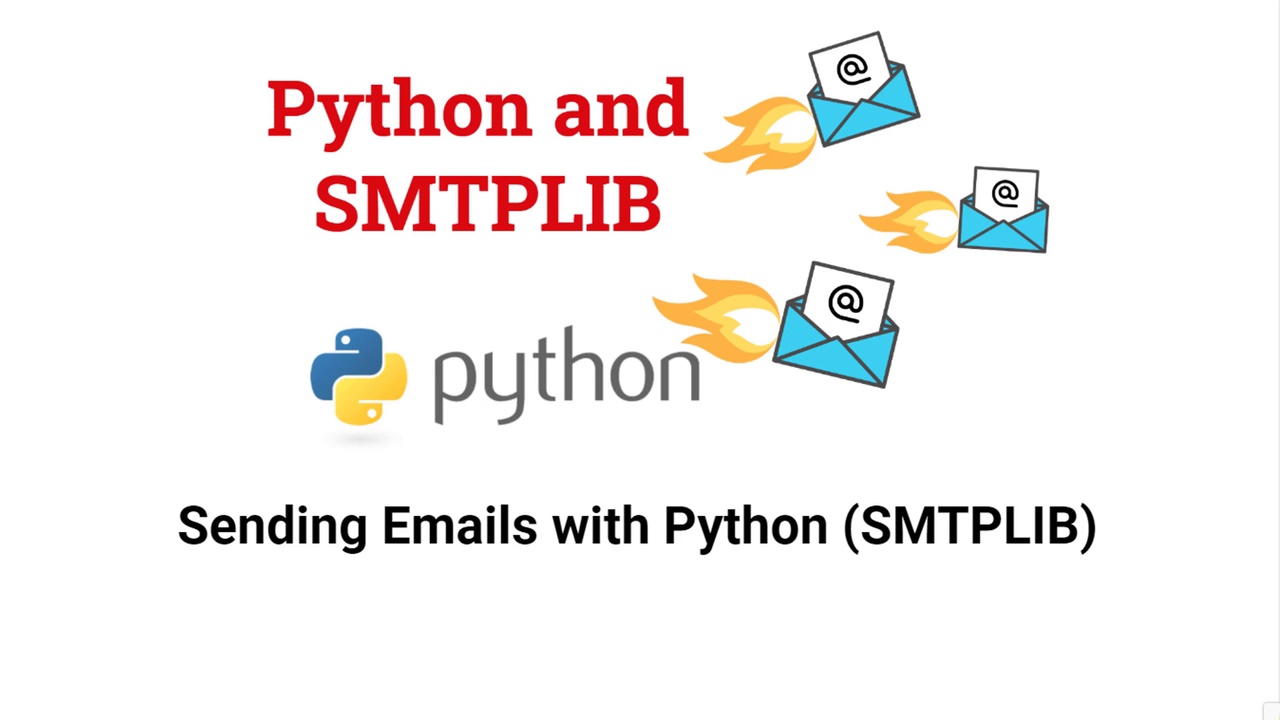 Python and
SMTPLIB
@
@
@
python
Sending Emails with Python (SMTPLIB)